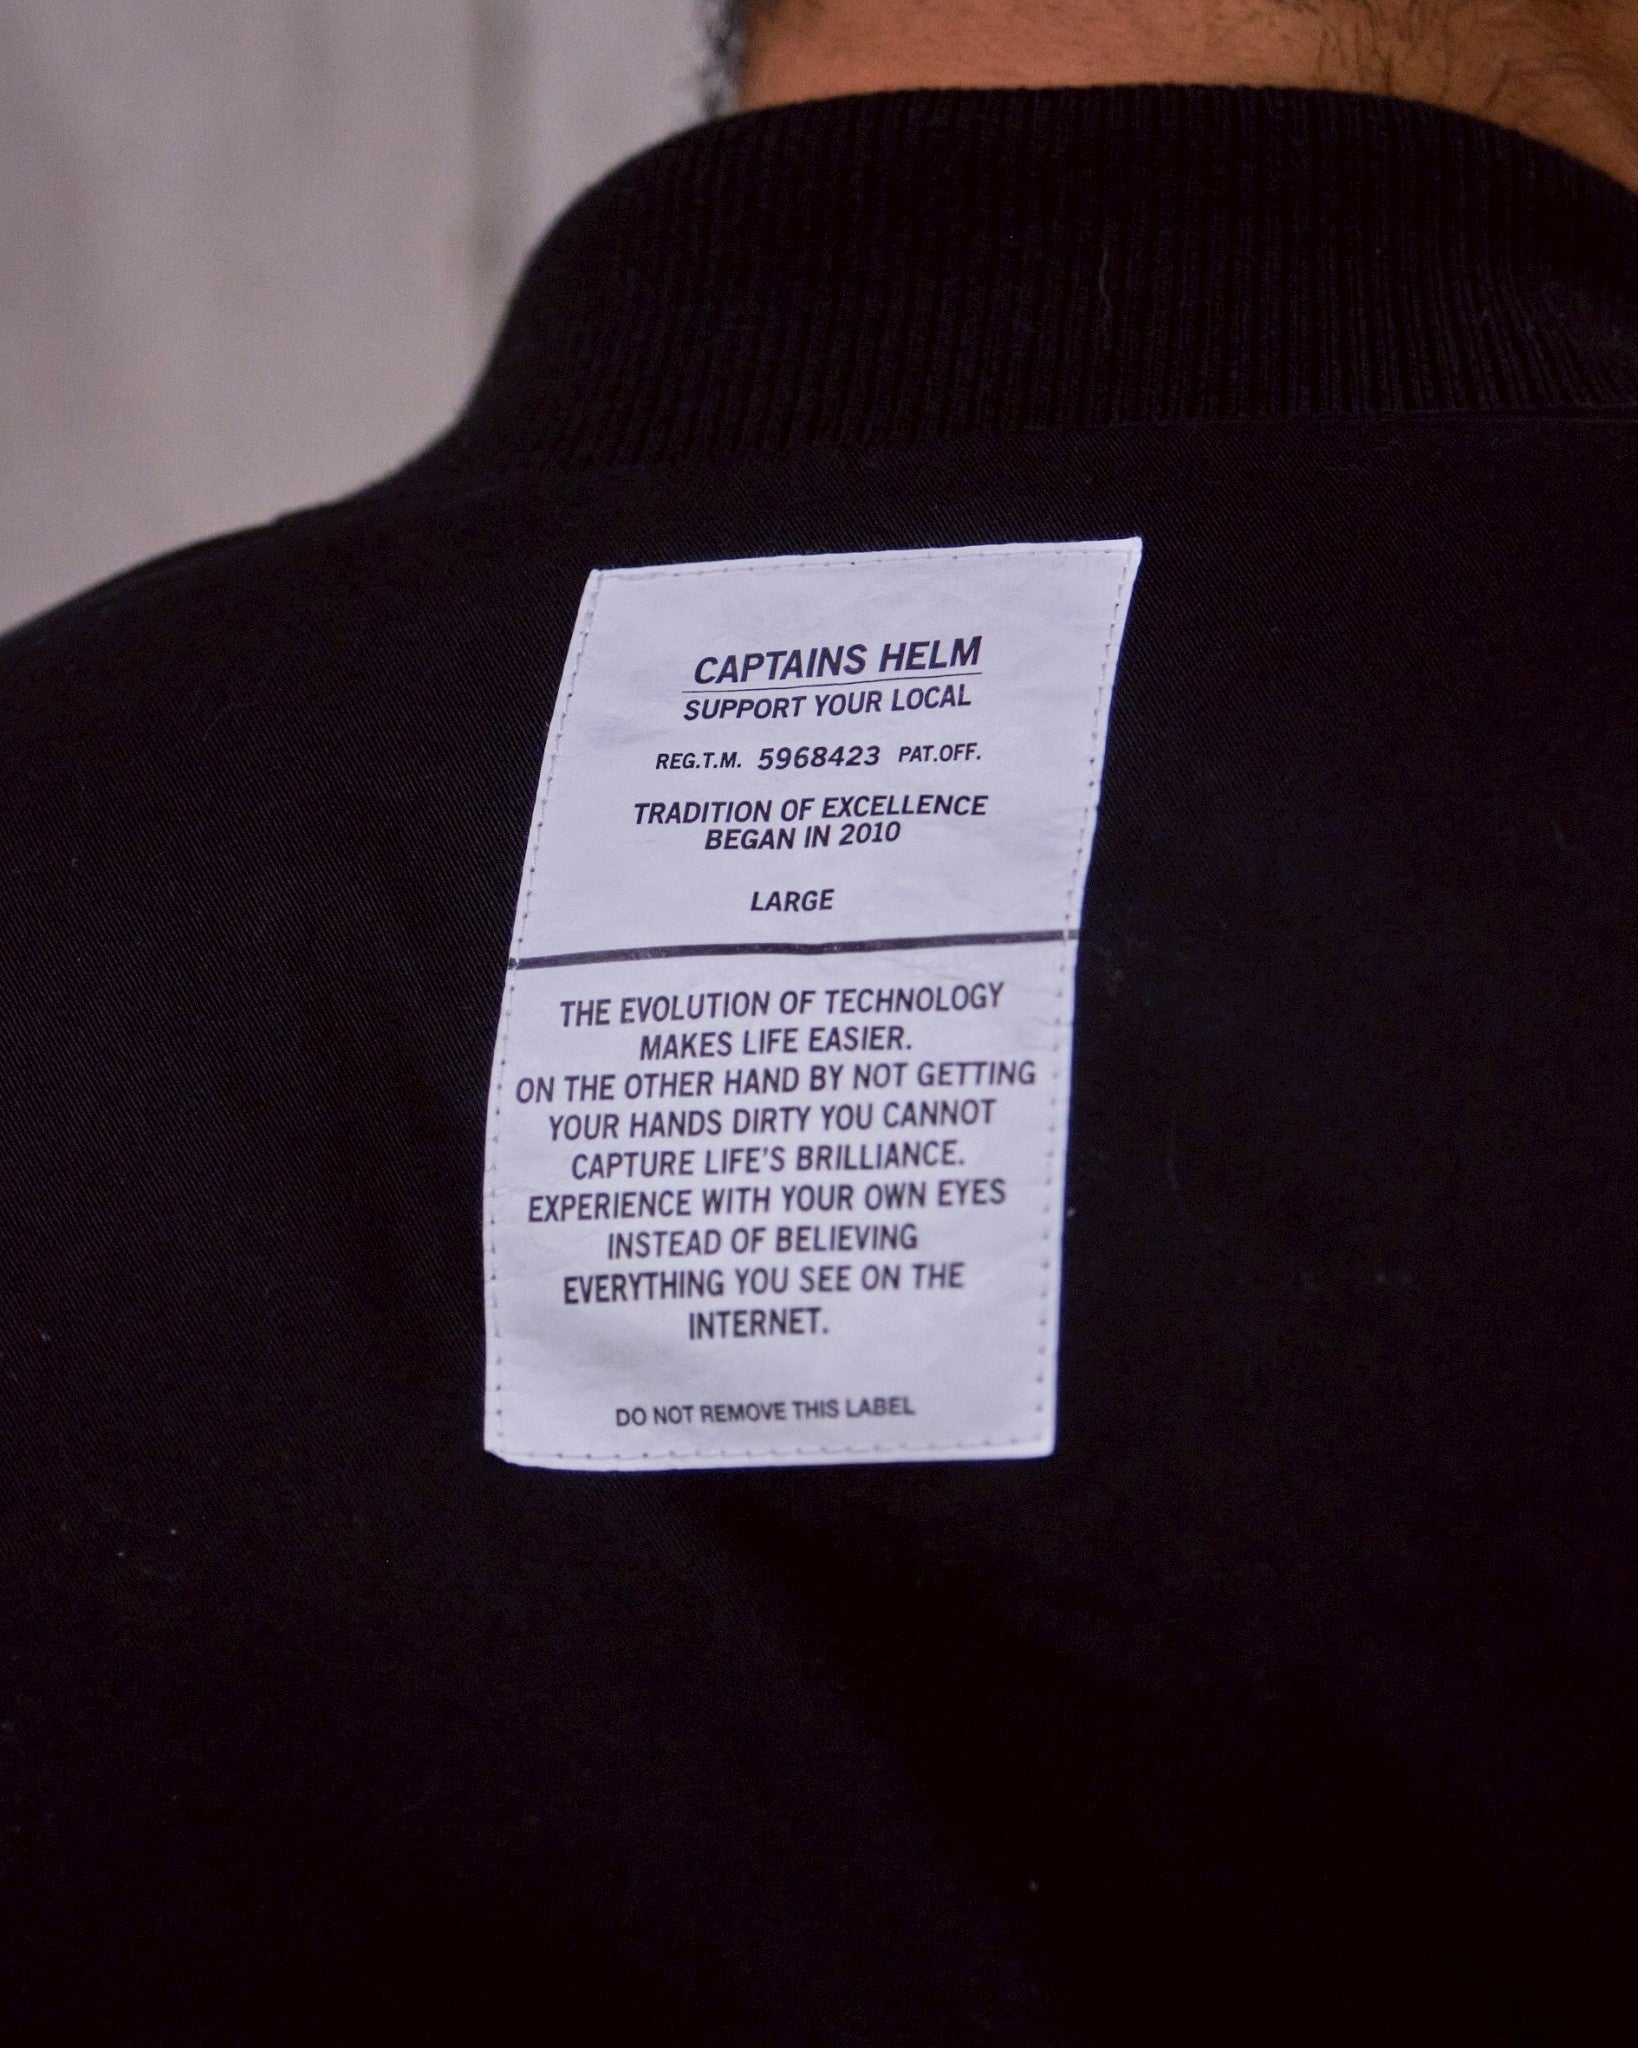 CAPTAINS HELM
SUPPORT YOUR LOCAL
REG.T.M. 5968423 PAT.OFF.
TRADITION OF EXCELLENCE
BEGAN IN 2010
LARGE
THE EVOLUTION OF TECHNOLOGY
MAKES LIFE EASIER.
ON THE OTHER HAND BY NOT GETTING
YOUR HANDS DIRTY YOU CANNOT
CAPTURE LIFE'S BRILLIANCE.
EXPERIENCE WITH YOUR OWN EYES
INSTEAD OF BELIEVING
EVERYTHING YOU SEE ON THE
INTERNET.
DO NOT REMOVE THIS LABEL